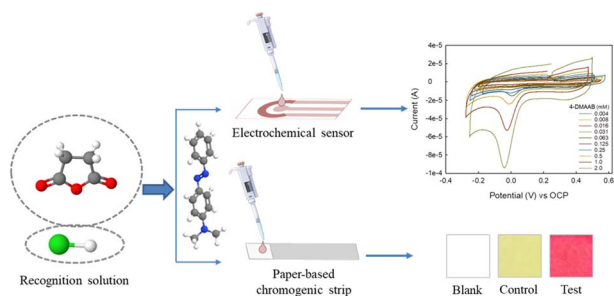 Recognition solution
Electrochemical sensor
Paper-based
chromogenic strip
4e-5
2e-5
0
-2e-5
-4e-5
-6e-5
-8e-5
-1e-4
Current (A)
4-DMAAB (mM)
0.004
0.008
0.016
0.031
0.063
0.125
0.25
0.5
1.0
2.0
-0.4 -0.2 0.0 0.2 0.4 0.6
Potential (V) vs OCP
Blank Control Test